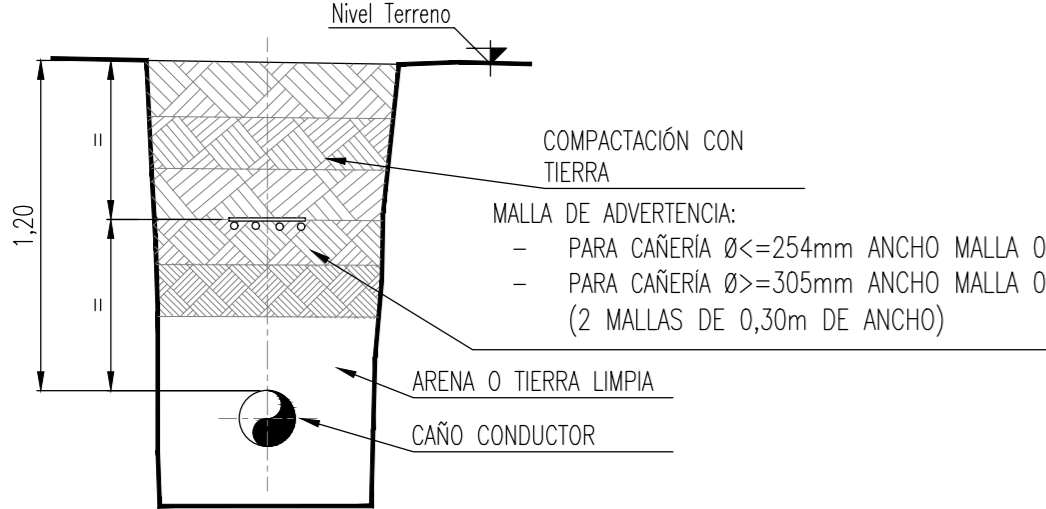 Nivel Terreno
COMPACTACIÓN CON
TIERRA
MALLA DE ADVERTENCIA:
- PARA CAÑERÍA Ø<=254mm ANCHO MALLA 0
- PARA CAÑERÍA Ø>=305mm ANCHO MALLA 0
(2 MALLAS DE 0,30m DE ANCHO)
ARENA O TIERRA LIMPIA
CAÑO CONDUCTOR
=
1,20
=